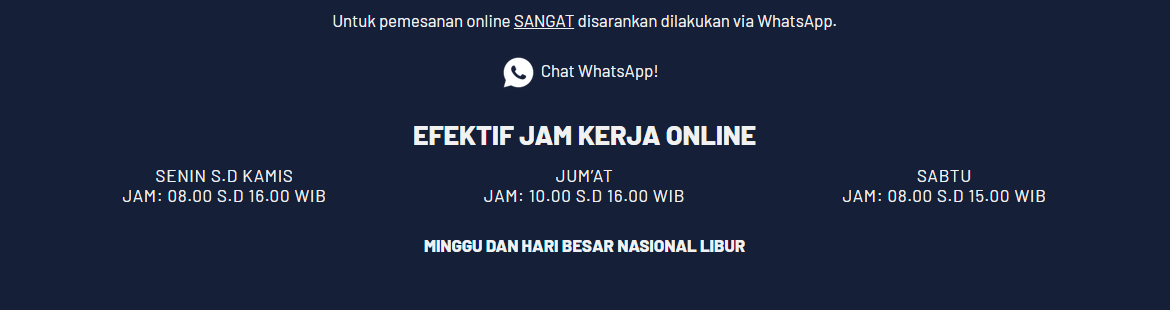 Untuk pemesanan online SANGAT disarankan dilakukan via WhatsApp.
Chat WhatsApp!
EFEKTIF JAM KERJA ONLINE
SENIN S.D KAMIS
JAM: 08.00 S.D 16.00 WIB
JUM’AT
JAM: 10.00 S.D 16.00 WIB
SABTU
JAM: 08.00 S.D 15.00 WIB
MINGGU DAN HARI BESAR NASIONAL LIBUR